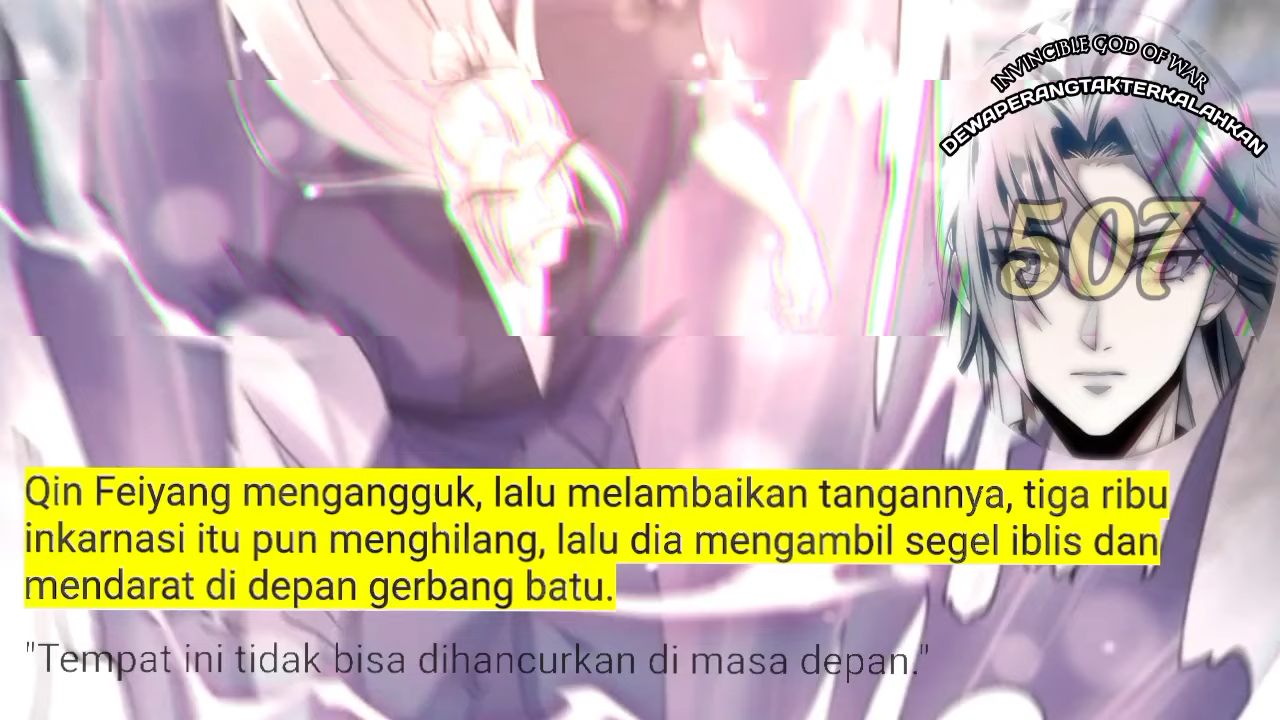 INVINCIBLE GOD OF WAR
DEWAPERANGTAKTERKALAHKAN
507
Qin Feiyang mengangguk, lalu melambaikan tangannya, tiga ribu
inkarnasi itu pun menghilang, lalu dia mengambil segel iblis dan
mendarat di depan gerbang batu.
"Tempat ini tidak bisa dihancurkan di masa depan."